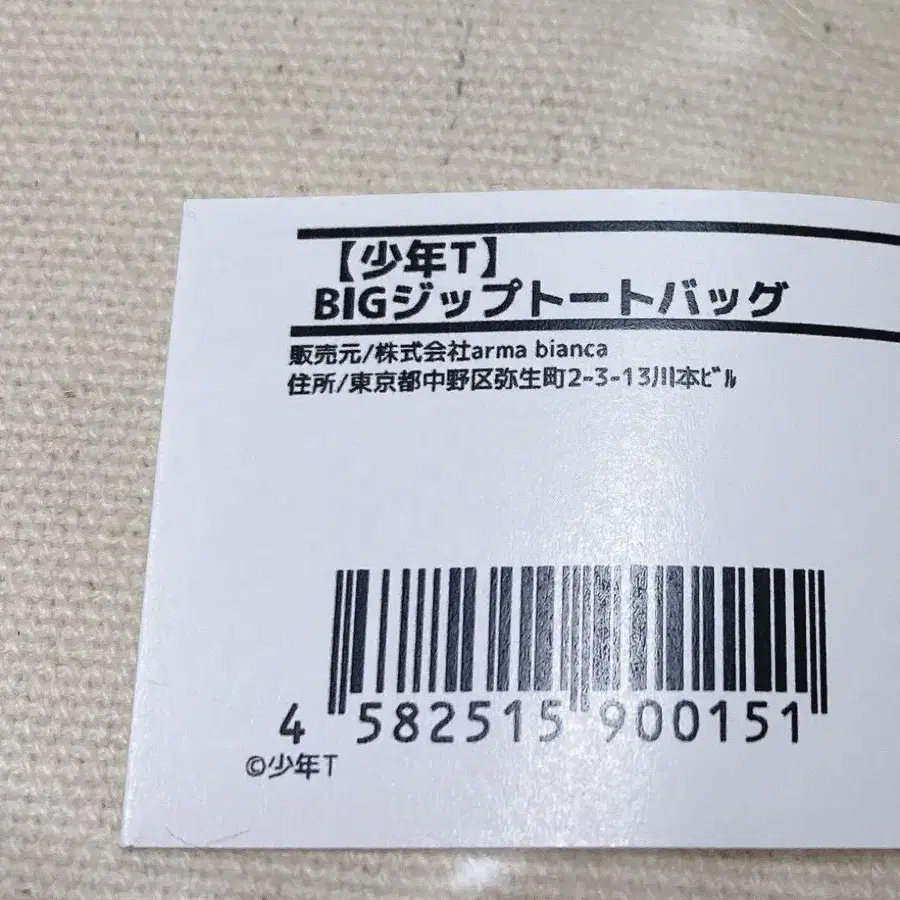 【少年T】
BIGジップトートバッグ
販売元/株式会社arma bianca
住所/東京都中野区弥生町2-3-13川本ﾋﾞﾙ
4 582515 900151
©少年T